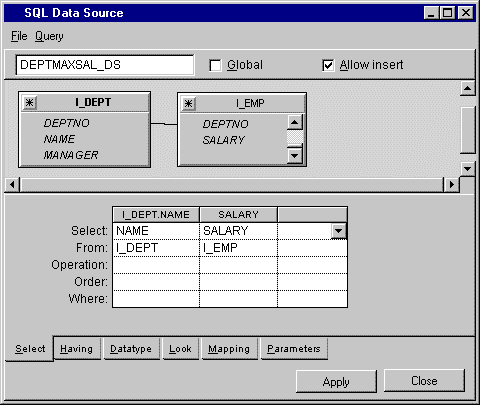 SQL Data Source
File Query
DEPTMAXSAL_DS Global Allow insert
I_DEPT I_EMP
DEPTNO DEPTNO
NAME SALARY
MANAGER
I_DEPT.NAME SALARY
Select: NAME SALARY
From: I_DEPT I_EMP
Operation:
Order:
Where:
Select Having Datatype Look Mapping Parameters
Apply Close